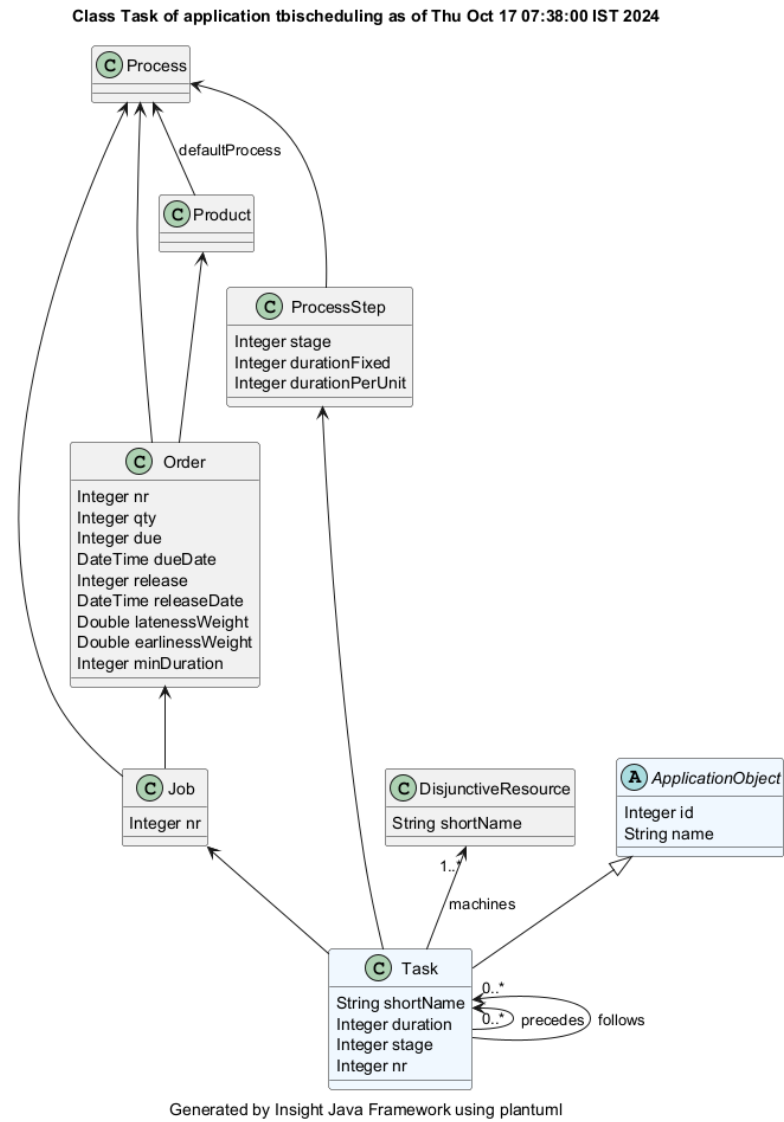 Class Task of application tbischeduling as of Thu Oct 17 07:38:00 IST 2024
C Process
defaultProcess
C Product
C ProcessStep
Integer stage
Integer durationFixed
Integer durationPerUnit
C Order
Integer nr
Integer qty
Integer due
DateTime dueDate
Integer release
DateTime releaseDate
Double latenessWeight
Double earlinessWeight
Integer minDuration
C Job
Integer nr
C DisjunctiveResource
String shortName
A ApplicationObject
Integer id
String name
1..*
machines
C Task
String shortName
Integer duration
Integer stage
Integer nr
0..*
0..* precedes follows
Generated by Insight Java Framework using plantuml